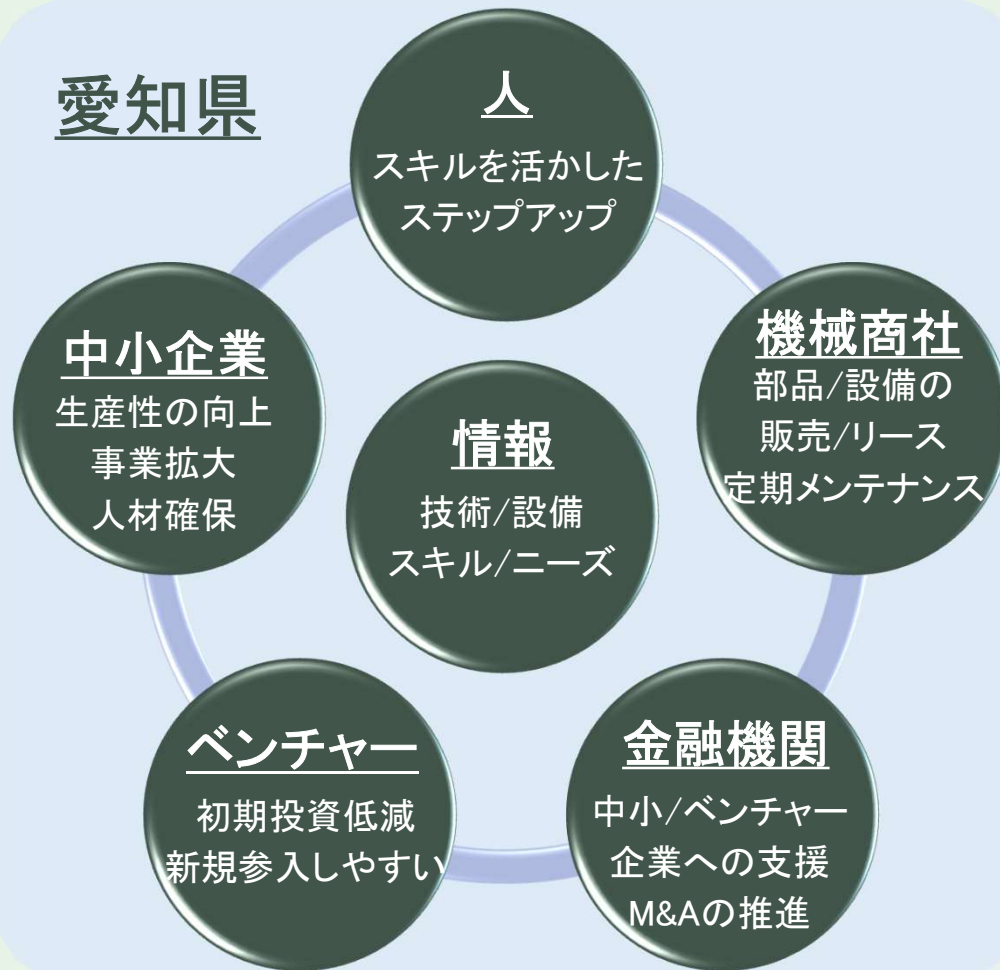 愛知県
人
スキルを活かした
ステップアップ
中小企業
生産性の向上
事業拡大
人材確保
機械商社
部品/設備の
販売/リース
定期メンテナンス
情報
技術/設備
スキル/ニーズ
ベンチャー
初期投資低減
新規参入しやすい
金融機関
中小/ベンチャー
企業への支援
M&Aの推進